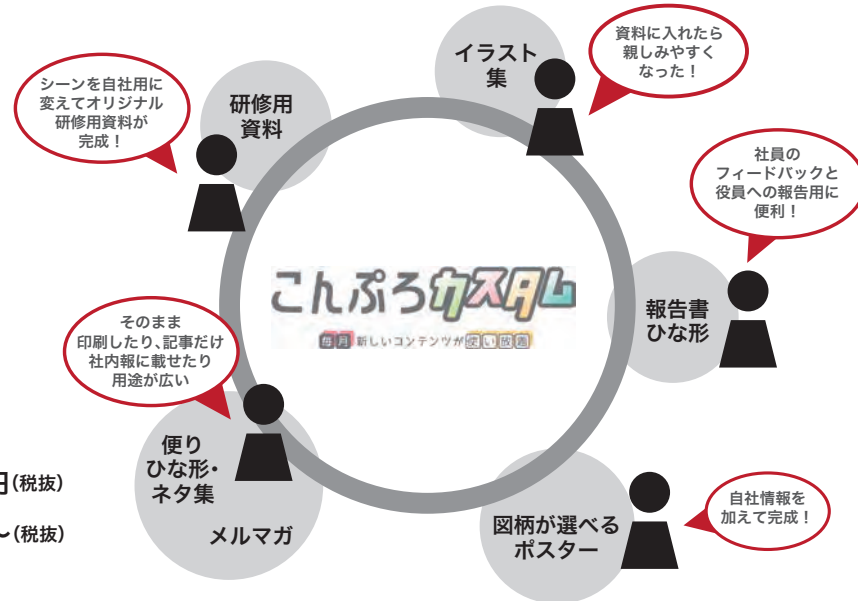 イラスト
集
資料に入れたら
親しみやすく
なった！
シーンを自社用に
変えてオリジナル
研修用資料が
完成！
研修用
資料
社員の
フィードバックと
役員への報告用に
便利！
こんぷろカスタム
毎月新しいコンテンツが使い放題
報告書
ひな形
そのまま
印刷したり、記事だけ
社内報に載せたり
用途が広い
便り
ひな形・
ネタ集
メルマガ
円(税抜)
～(税抜)
図柄が選べる
ポスター
自社情報を
加えて完成！